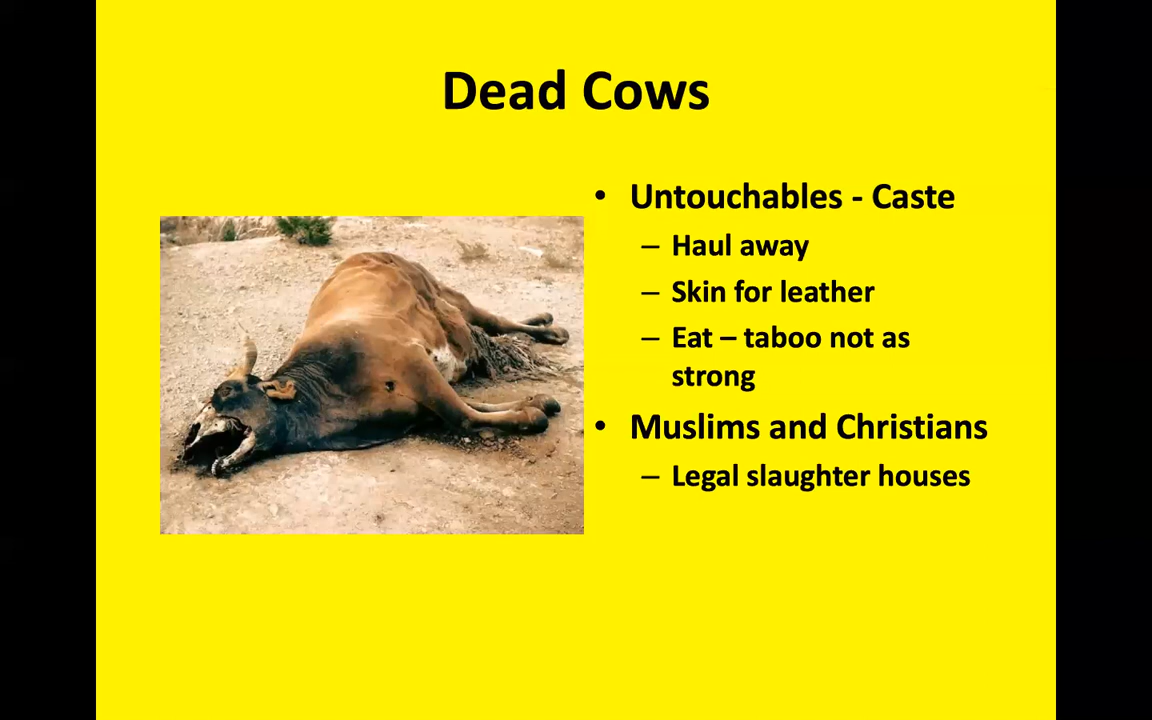 Dead Cows
• Untouchables - Caste
– Haul away
– Skin for leather
– Eat – taboo not as
strong
• Muslims and Christians
– Legal slaughter houses